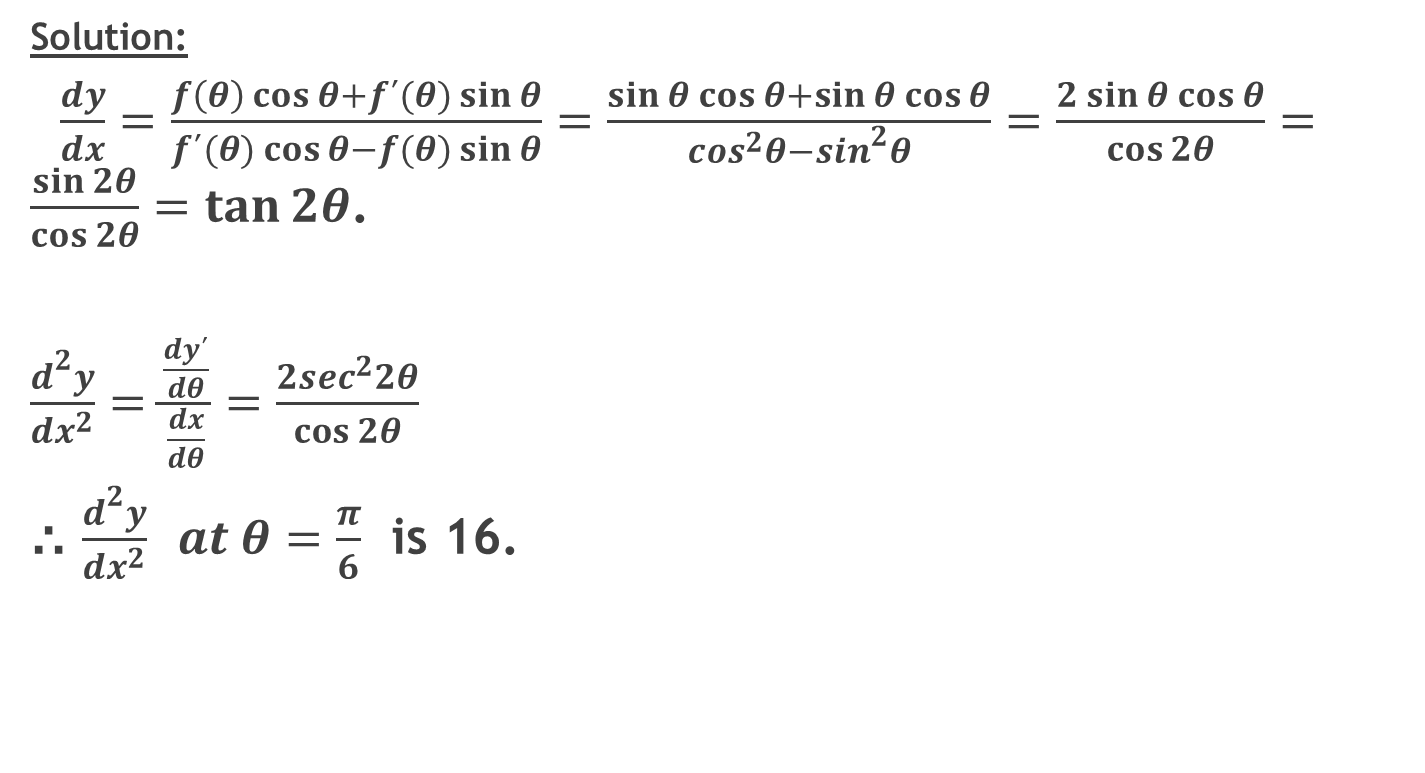 Solution:
dy/dx = (f(θ) cos θ+f′(θ) sin θ)/(f′(θ) cos θ−f(θ) sin θ) = (sin θ cos θ+sin θ cos θ)/(cos²θ−sin²θ) = (2 sin θ cos θ)/(cos 2θ) =
(sin 2θ)/(cos 2θ) = tan 2θ.
d²y/dx² = (dy′/dθ)/(dx/dθ) = (2sec²2θ)/(cos 2θ)
∴ d²y/dx² at θ = π/6 is 16.